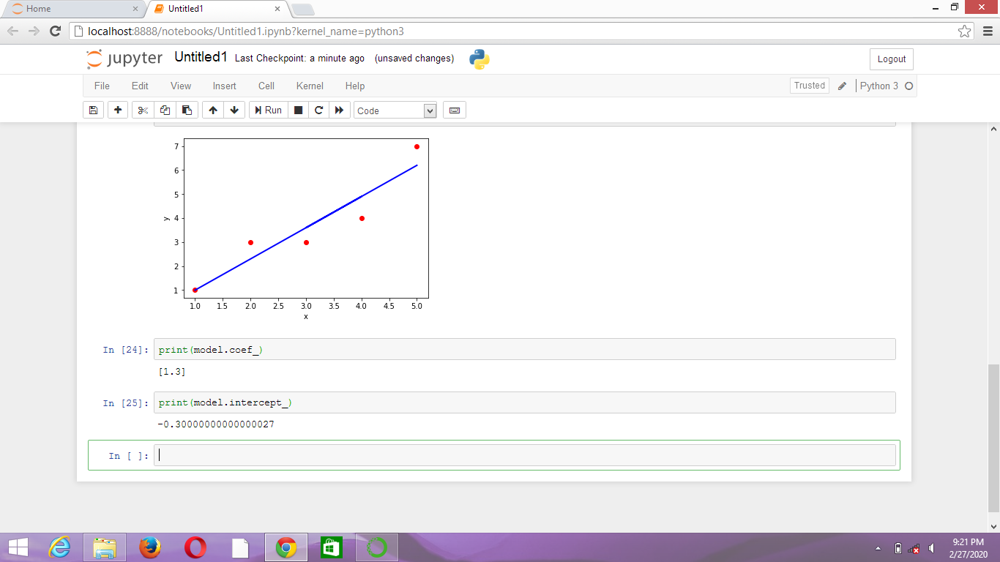 Home
Untitled1
localhost:8888/notebooks/Untitled1.ipynb?kernel_name=python3
jupyter Untitled1 Last Checkpoint: a minute ago (unsaved changes)
Logout
File Edit View Insert Cell Kernel Help
Trusted
Python 3
Run
Code
7
6
5
4
3
2
1
y
1.0 1.5 2.0 2.5 3.0 3.5 4.0 4.5 5.0
x
In [24]: print(model.coef_)
[1.3]
In [25]: print(model.intercept_)
-0.30000000000000027
In [ ]:
9:21 PM
2/27/2020